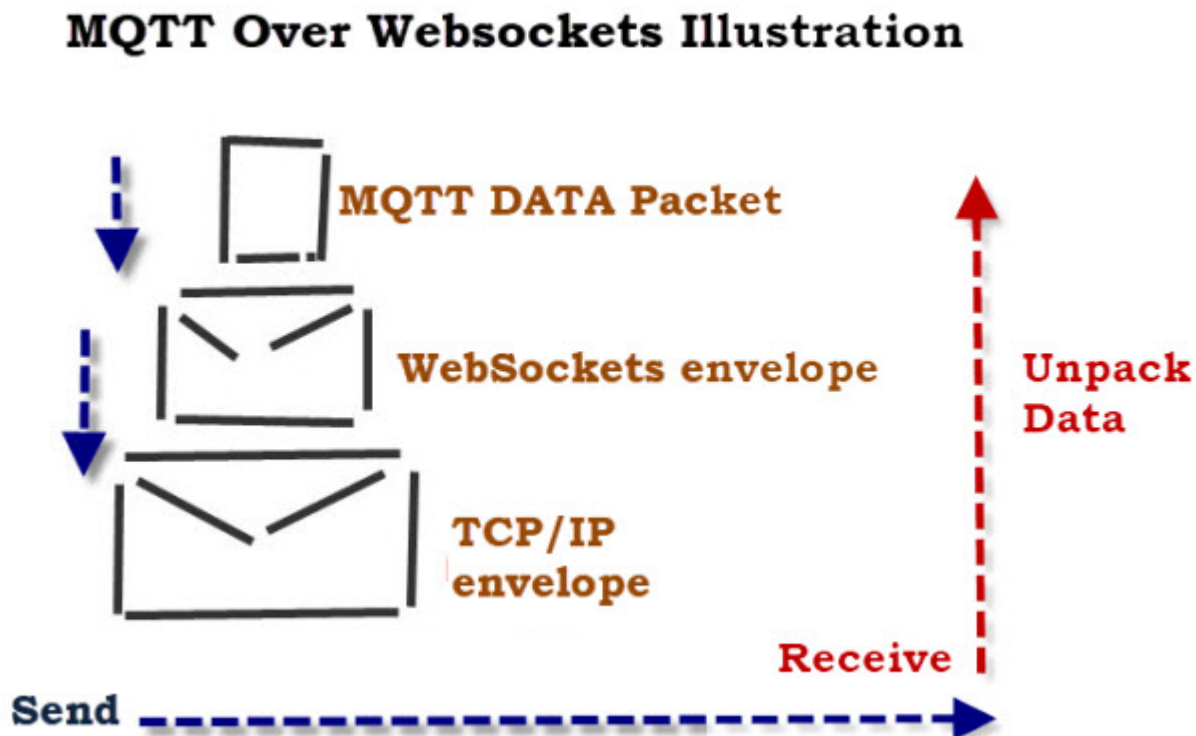 MQTT Over Websockets Illustration
MQTT DATA Packet
WebSockets envelope
Unpack
Data
TCP/IP
envelope
Receive
Send